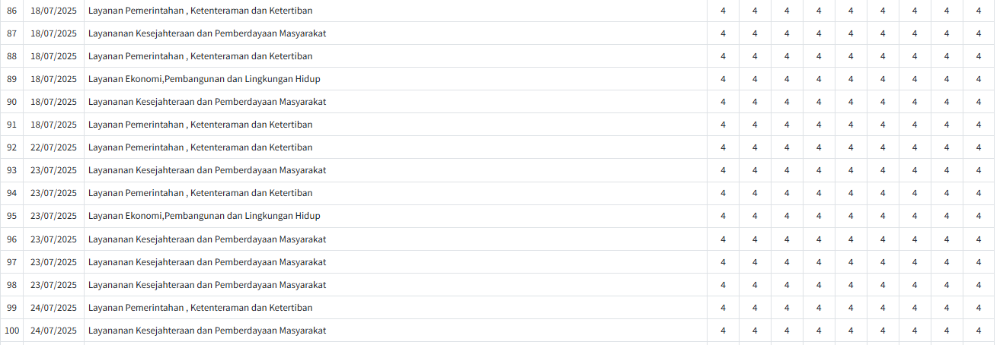 86 18/07/2025 Layanan Pemerintahan , Ketenteraman dan Ketertiban 4 4 4 4 4 4 4 4 4
87 18/07/2025 Layananan Kesejahteraan dan Pemberdayaan Masyarakat 4 4 4 4 4 4 4 4 4
88 18/07/2025 Layanan Pemerintahan , Ketenteraman dan Ketertiban 4 4 4 4 4 4 4 4 4
89 18/07/2025 Layanan Ekonomi,Pembangunan dan Lingkungan Hidup 4 4 4 4 4 4 4 4 4
90 18/07/2025 Layananan Kesejahteraan dan Pemberdayaan Masyarakat 4 4 4 4 4 4 4 4 4
91 18/07/2025 Layanan Pemerintahan , Ketenteraman dan Ketertiban 4 4 4 4 4 4 4 4 4
92 22/07/2025 Layanan Pemerintahan , Ketenteraman dan Ketertiban 4 4 4 4 4 4 4 4 4
93 23/07/2025 Layananan Kesejahteraan dan Pemberdayaan Masyarakat 4 4 4 4 4 4 4 4 4
94 23/07/2025 Layanan Pemerintahan , Ketenteraman dan Ketertiban 4 4 4 4 4 4 4 4 4
95 23/07/2025 Layanan Ekonomi,Pembangunan dan Lingkungan Hidup 4 4 4 4 4 4 4 4 4
96 23/07/2025 Layananan Kesejahteraan dan Pemberdayaan Masyarakat 4 4 4 4 4 4 4 4 4
97 23/07/2025 Layananan Kesejahteraan dan Pemberdayaan Masyarakat 4 4 4 4 4 4 4 4 4
98 23/07/2025 Layananan Kesejahteraan dan Pemberdayaan Masyarakat 4 4 4 4 4 4 4 4 4
99 24/07/2025 Layanan Pemerintahan , Ketenteraman dan Ketertiban 4 4 4 4 4 4 4 4 4
100 24/07/2025 Layananan Kesejahteraan dan Pemberdayaan Masyarakat 4 4 4 4 4 4 4 4 4